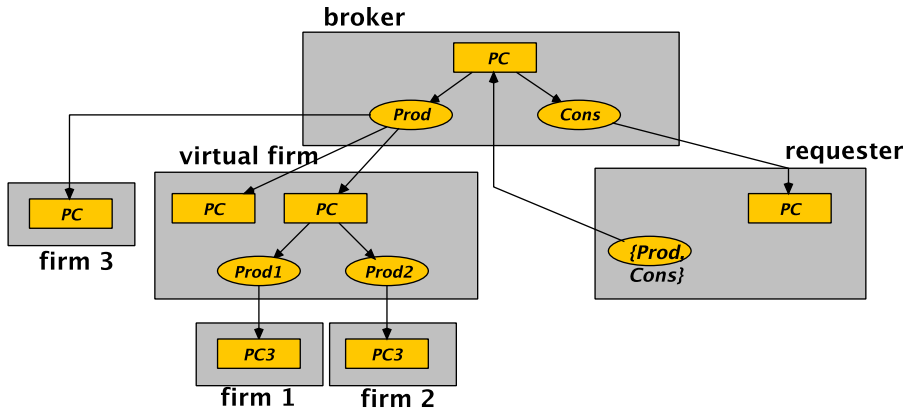 broker
PC
Prod
Cons
virtual firm
requester
PC
PC
PC
PC
{Prod,
Cons}
firm 3
Prod1
Prod2
PC3
PC3
firm 1
firm 2